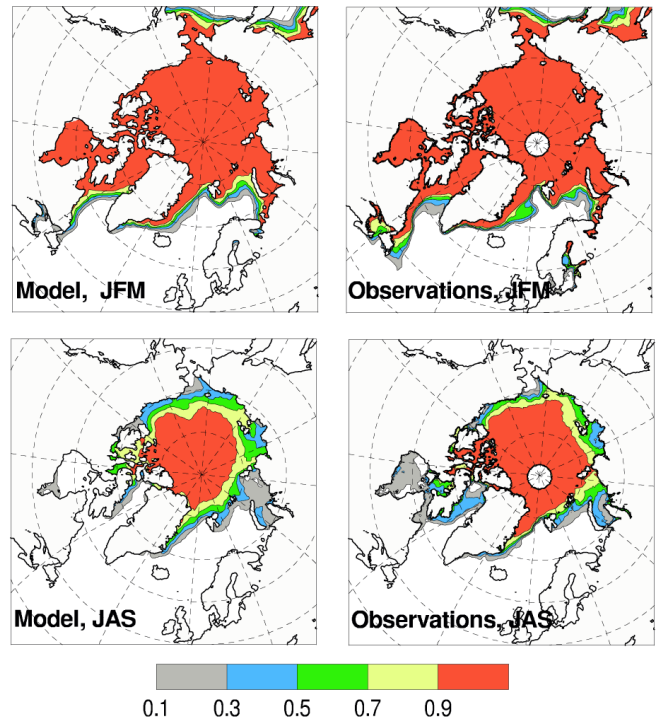 Model, JFM
Observations, JFM
Model, JAS
Observations, JAS
0.1 0.3 0.5 0.7 0.9